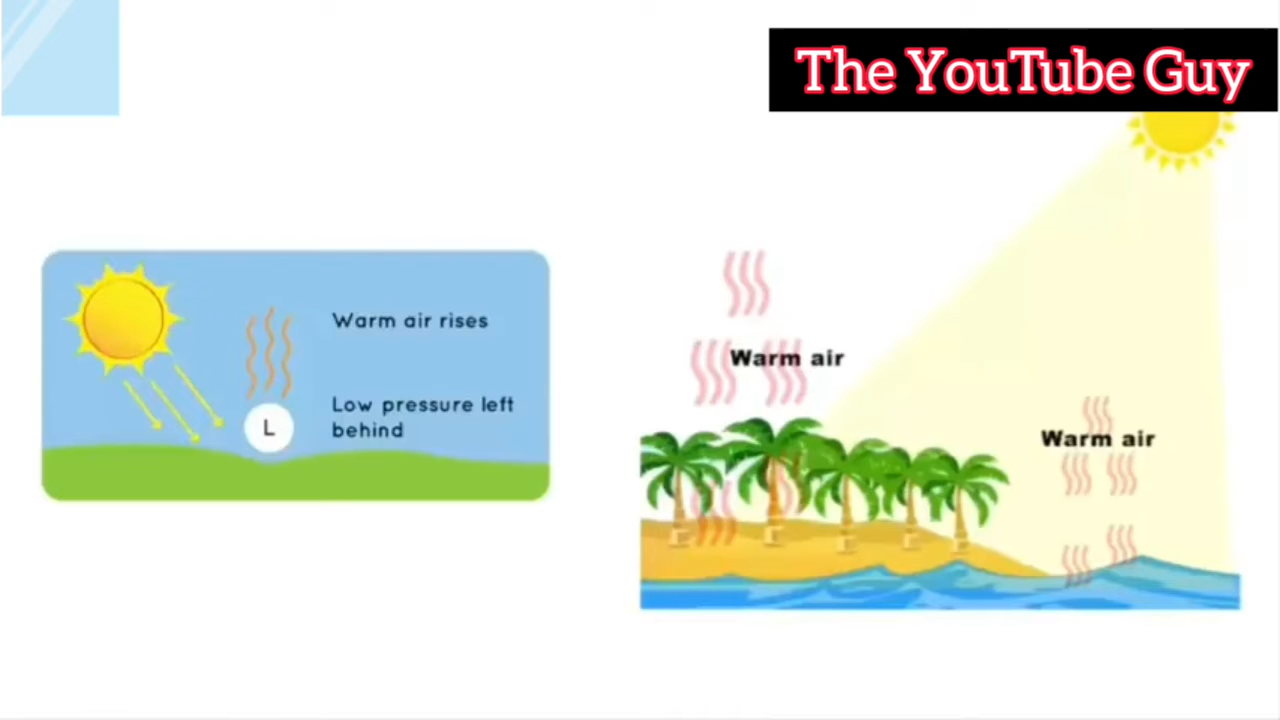 The YouTube Guy
Warm air rises
Low pressure left
behind
L
Warm air
Warm air